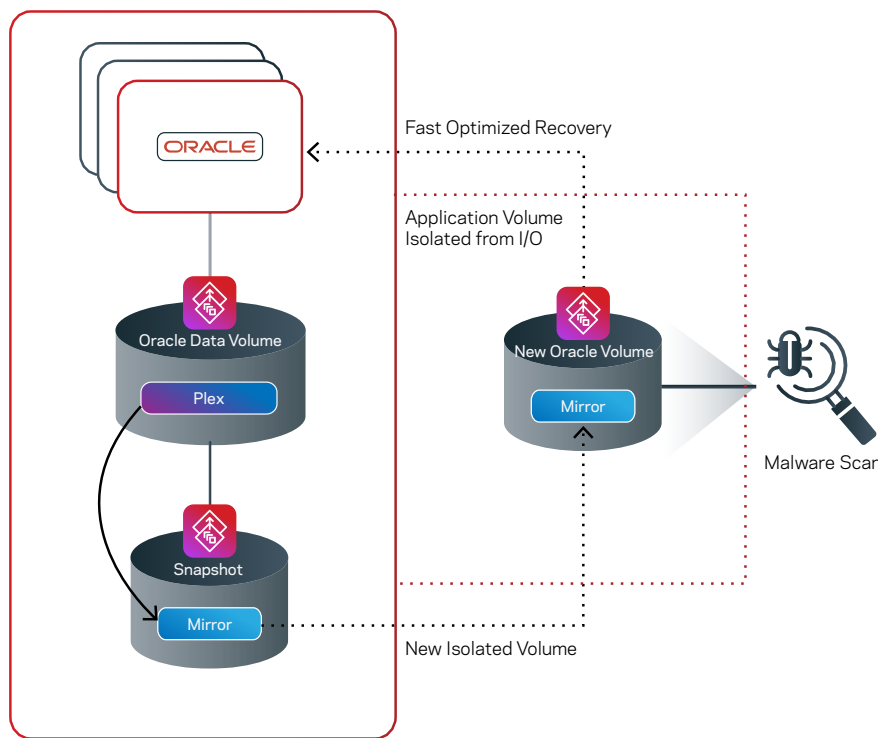 ORACLE
Fast Optimized Recovery
Application Volume
Isolated from I/O
Oracle Data Volume
Plex
New Oracle Volume
Mirror
Malware Scan
Snapshot
Mirror
New Isolated Volume